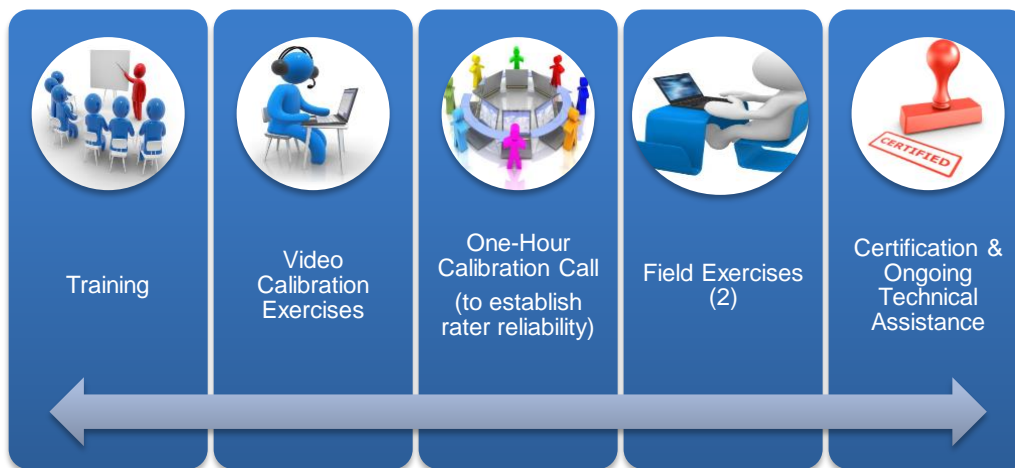 Training
Video
Calibration
Exercises
One-Hour
Calibration Call
(to establish
rater reliability)
Field Exercises
(2)
CERTIFIED
Certification &
Ongoing
Technical
Assistance